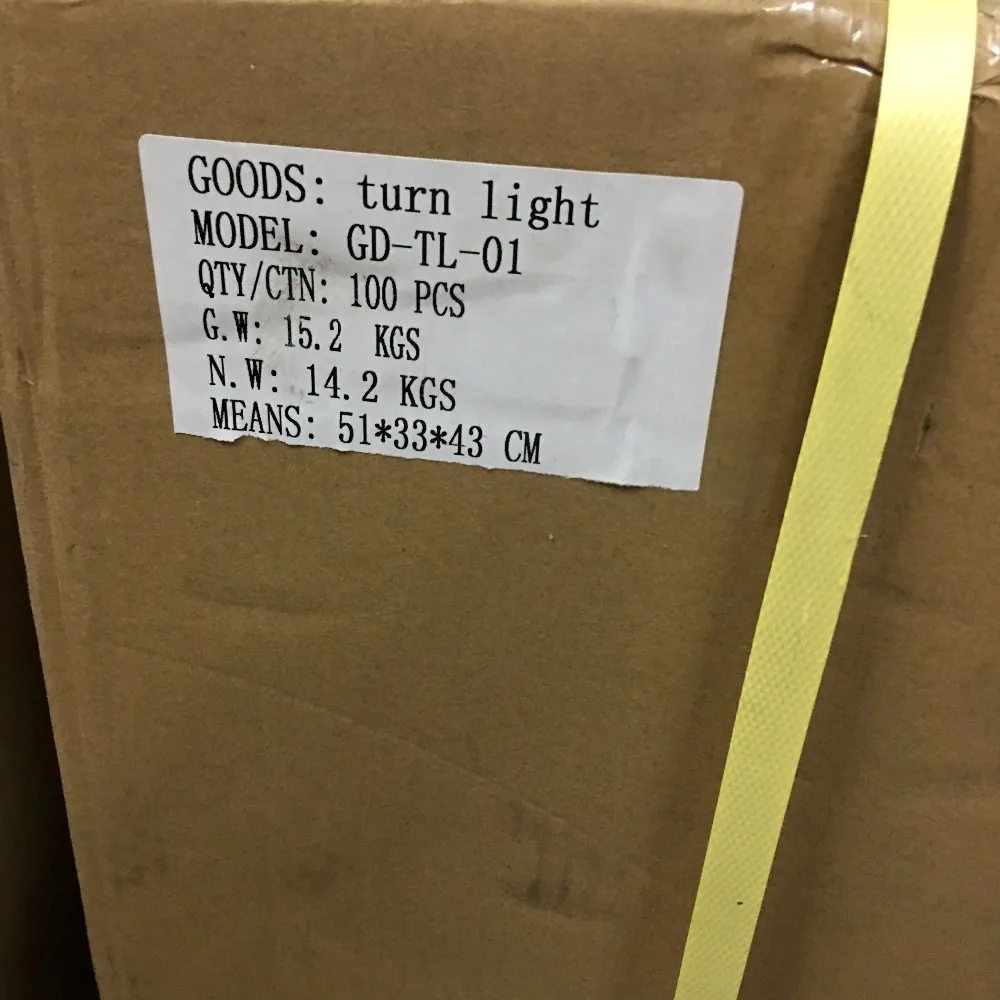 GOODS: turn light
MODEL: GD-TL-01
QTY/CTN: 100 PCS
G.W: 15.2 KGS
N.W: 14.2 KGS
MEANS: 51*33*43 CM